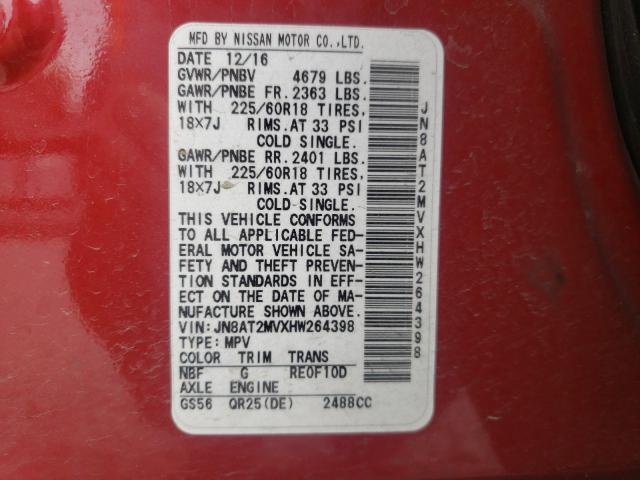 MFD BY NISSAN MOTOR CO.,LTD.
DATE 12/16
GVWR/PNBV 4679 LBS.
GAWR/PNBE FR.2363 LBS.
WITH 225/60R18 TIRES,
18X7J RIMS.AT 33 PSI
COLD SINGLE.
GAWR/PNBE RR.2401 LBS.
WITH 225/60R18 TIRES,
18X7J RIMS.AT 33 PSI
COLD SINGLE.
THIS VEHICLE CONFORMS
TO ALL APPLICABLE FED-
ERAL MOTOR VEHICLE SA-
FETY AND THEFT PREVEN-
TION STANDARDS IN EFF-
ECT ON THE DATE OF MA-
NUFACTURE SHOWN ABOVE.
VIN:JN8AT2MVXHW264398
TYPE:MPV
COLOR TRIM TRANS
NBF G RE0F10D
AXLE ENGINE
GS56 QR25(DE) 2488CC
JN8AT2MVXHW264398